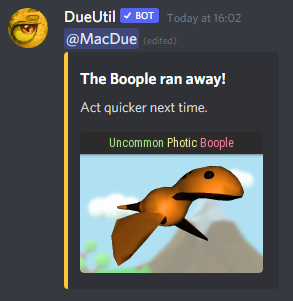 DueUtil ✓ BOT Today at 16:02
@MacDue (edited)
The Boople ran away!
Act quicker next time.
Uncommon Photic Boople